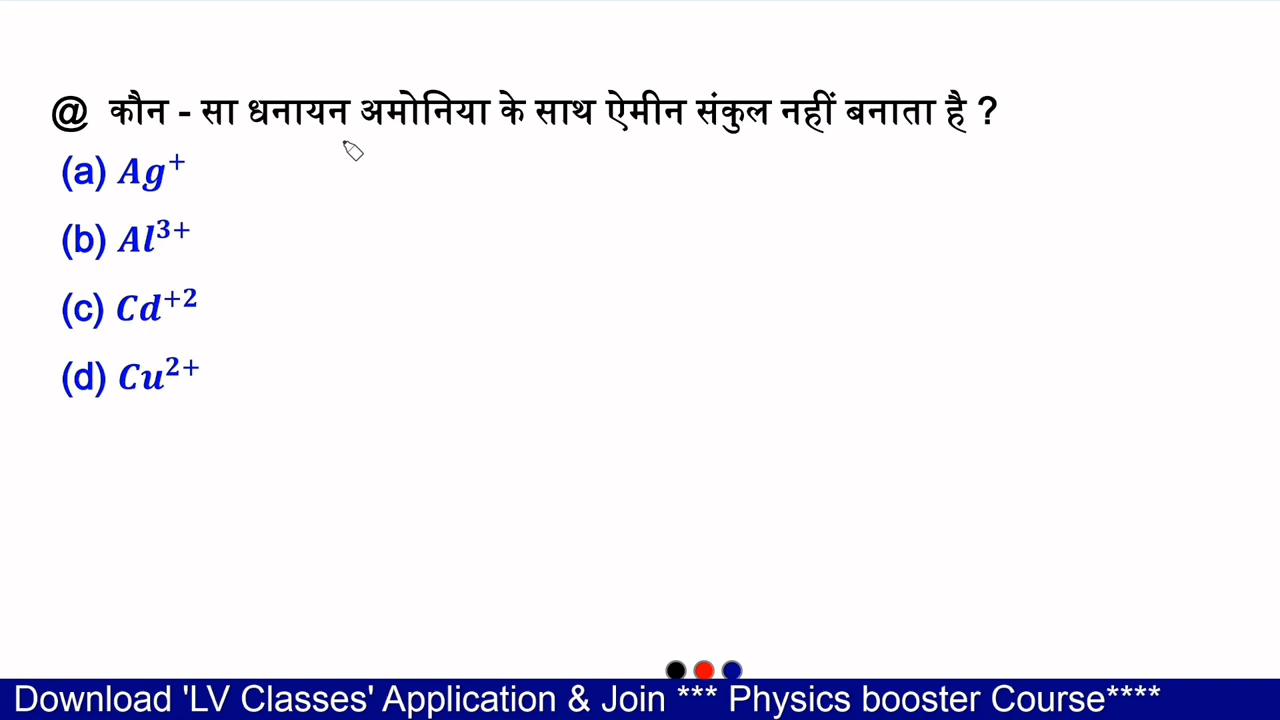 @ कौन - सा धनायन अमोनिया के साथ ऐमीन संकुल नहीं बनाता है ?
(a) Ag⁺
(b) Al³⁺
(c) Cd⁺²
(d) Cu²⁺
Download 'LV Classes' Application & Join *** Physics booster Course****